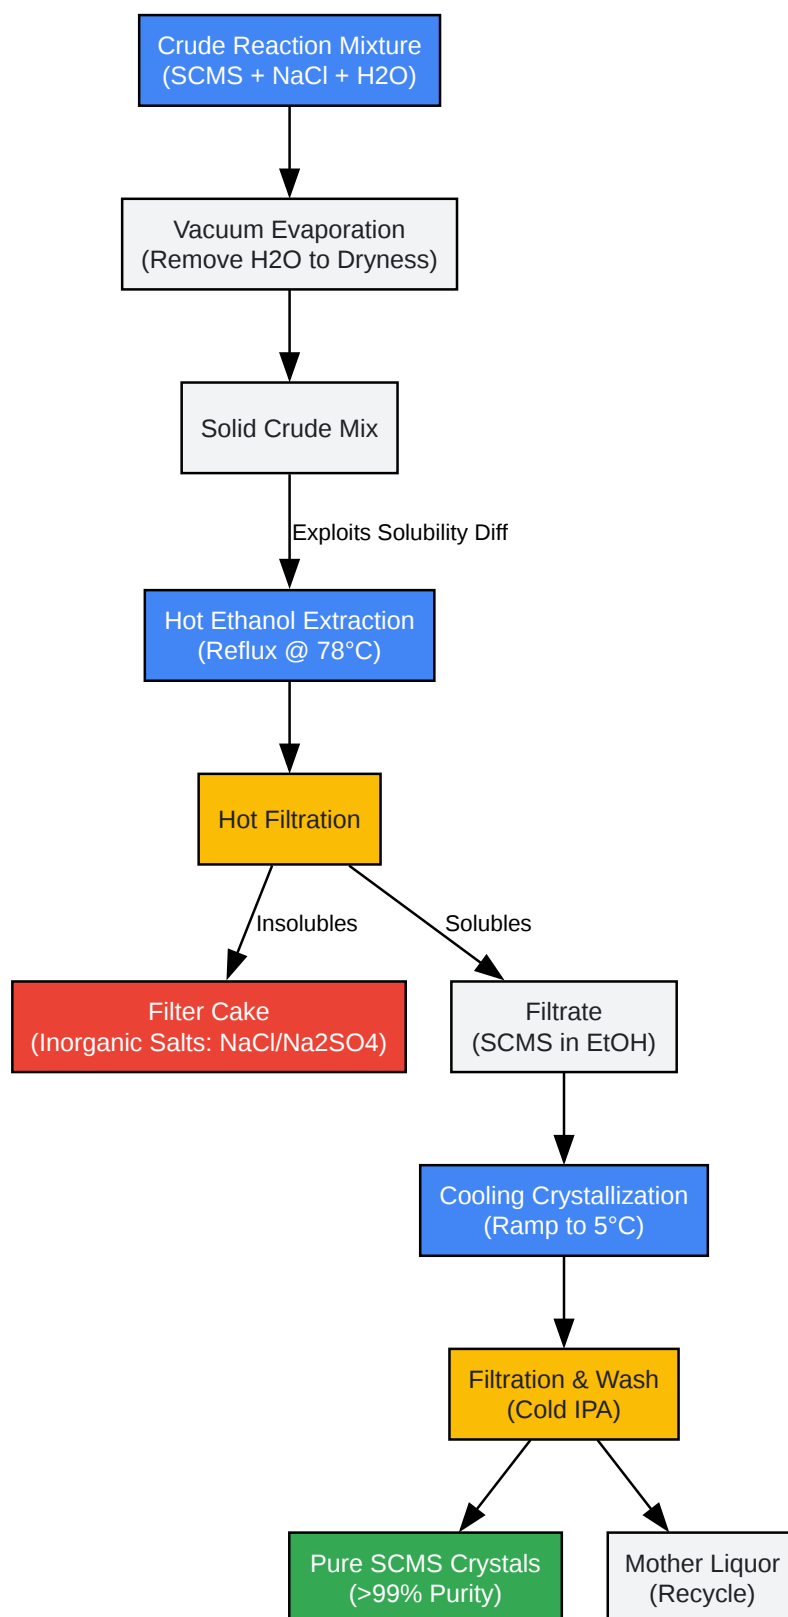 Crude Reaction Mixture
(SCMS + NaCl + H2O)
Vacuum Evaporation
(Remove H2O to Dryness)
Solid Crude Mix
Exploits Solubility Diff
Hot Ethanol Extraction
(Reflux @ 78°C)
Hot Filtration
Insolubles
Solubles
Filter Cake
(Inorganic Salts: NaCl/Na2SO4)
Filtrate
(SCMS in EtOH)
Cooling Crystallization
(Ramp to 5°C)
Filtration & Wash
(Cold IPA)
Pure SCMS Crystals
(>99% Purity)
Mother Liquor
(Recycle)